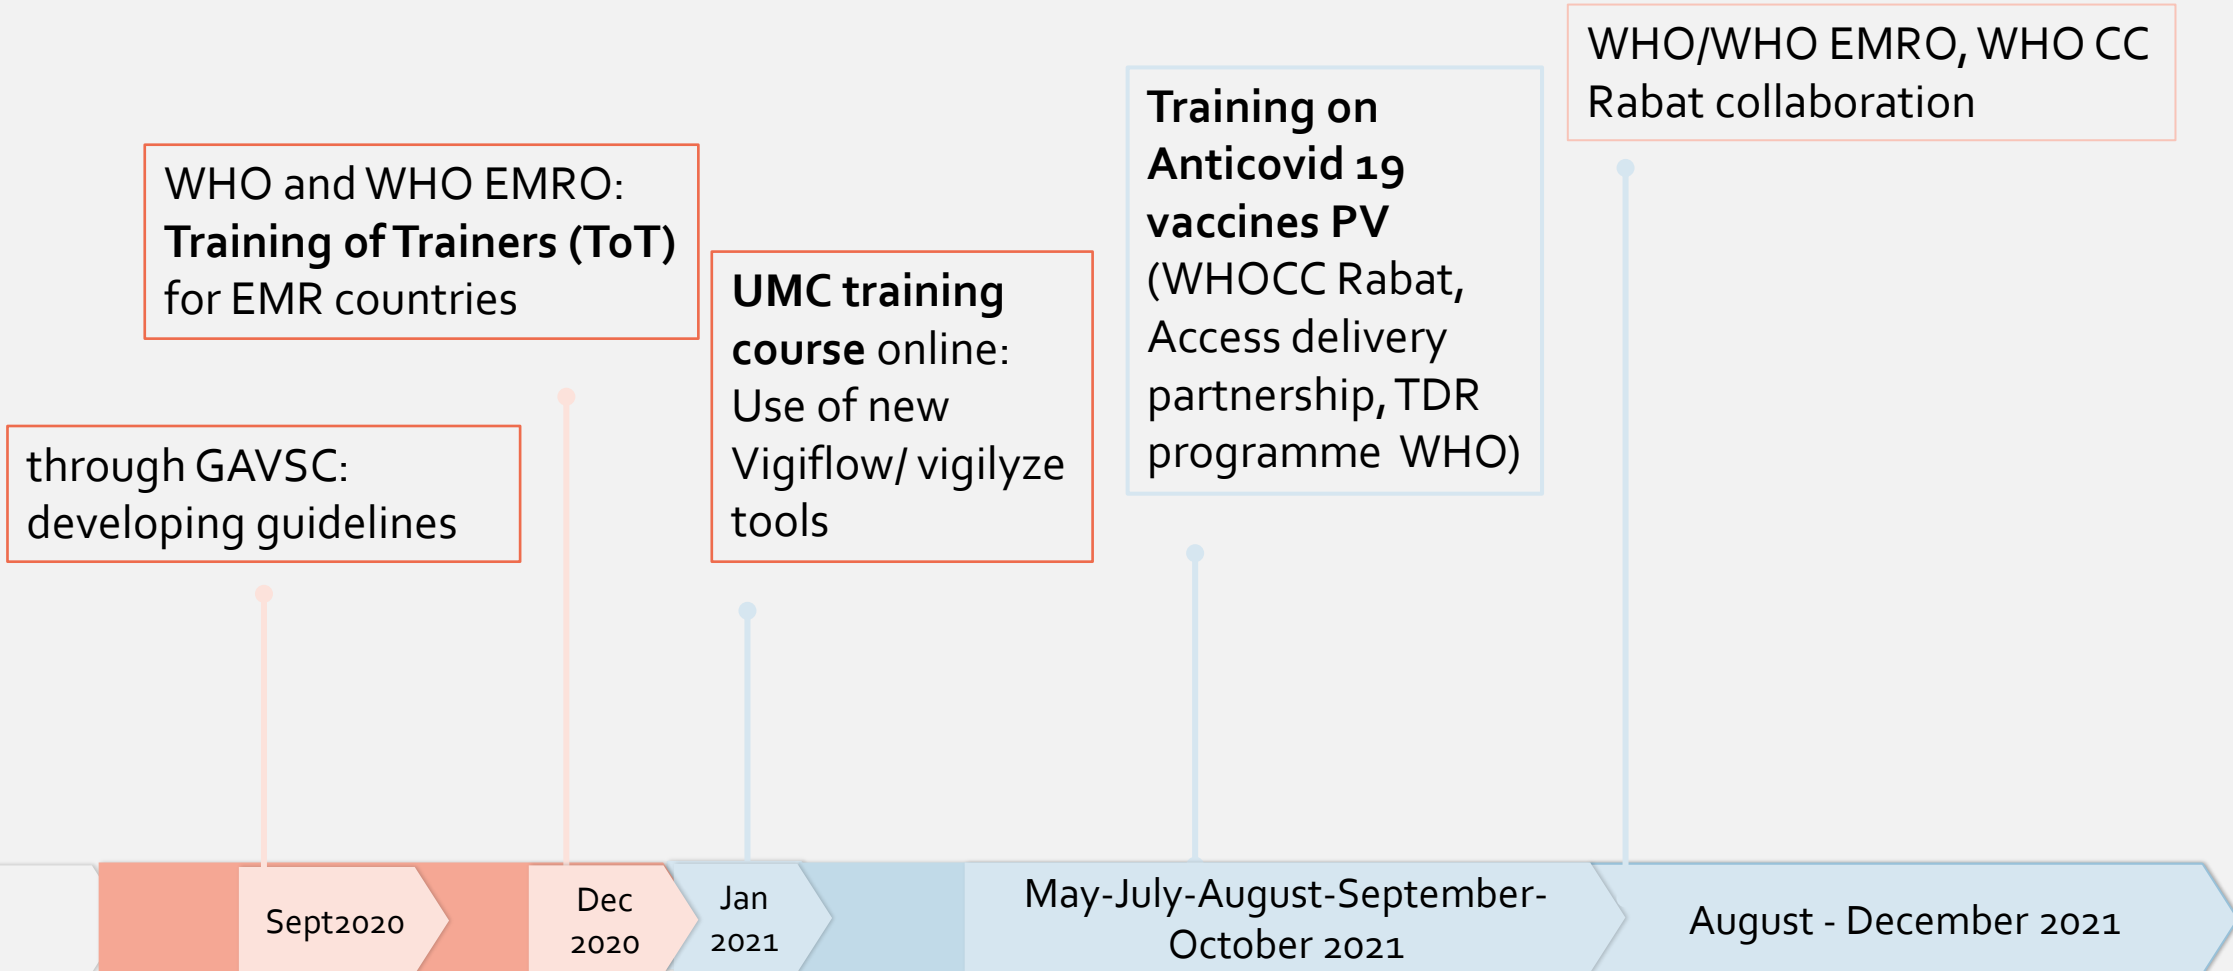 through GAVSC:
developing guidelines
WHO and WHO EMRO:
Training of Trainers (ToT)
for EMR countries
UMC training
course online:
Use of new
Vigiflow/ vigilyze
tools
Training on
Anticovid 19
vaccines PV
(WHOCC Rabat,
Access delivery
partnership, TDR
programme WHO)
WHO/WHO EMRO, WHO CC
Rabat collaboration
Sept2020
Dec
2020
Jan
2021
May-July-August-September-
October 2021
August - December 2021